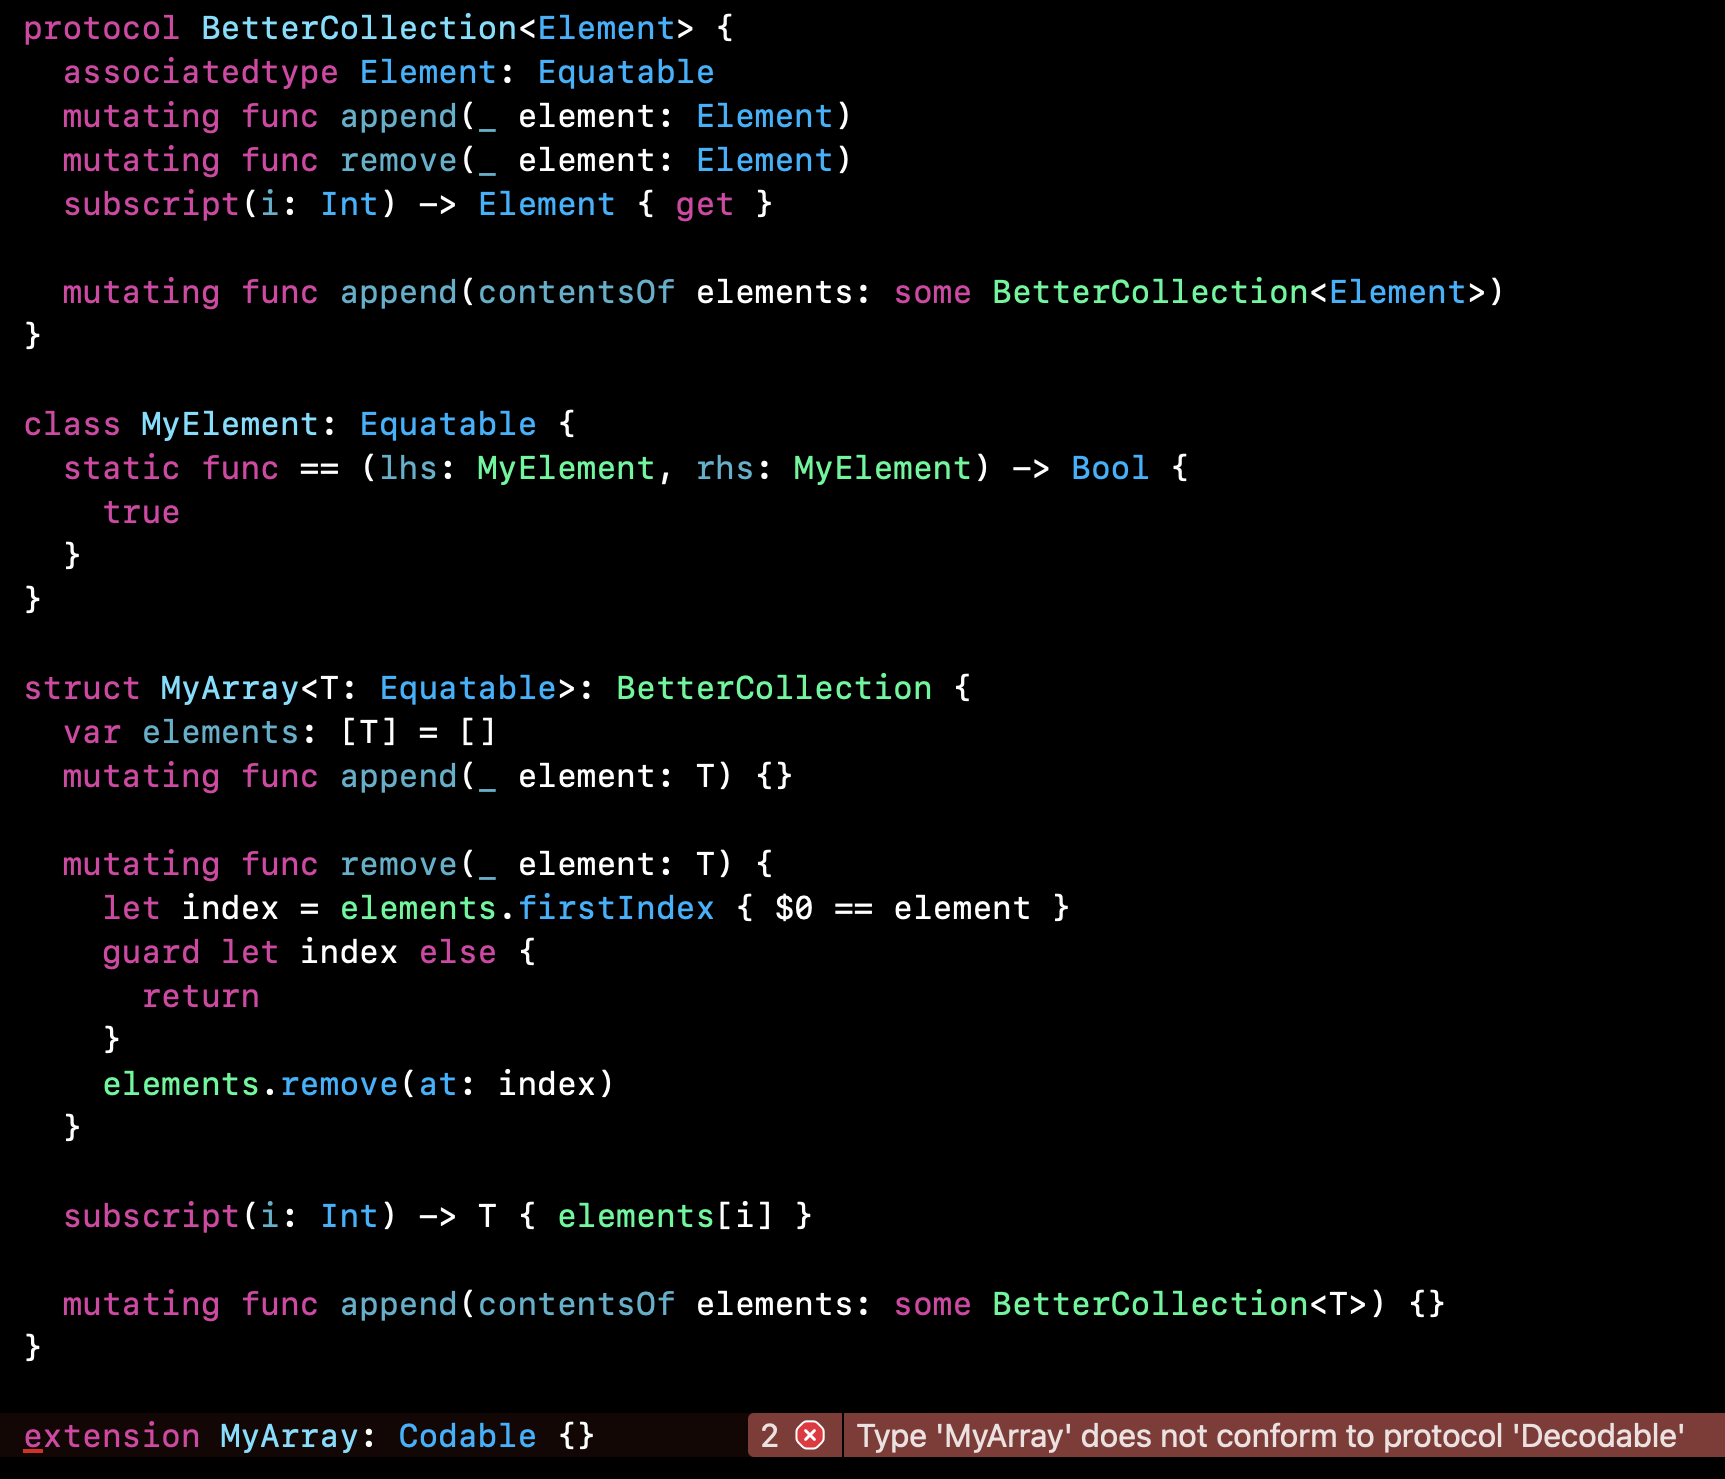 protocol BetterCollection<Element> {
  associatedtype Element: Equatable
  mutating func append(_ element: Element)
  mutating func remove(_ element: Element)
  subscript(i: Int) -> Element { get }

  mutating func append(contentsOf elements: some BetterCollection<Element>)
}

class MyElement: Equatable {
  static func == (lhs: MyElement, rhs: MyElement) -> Bool {
    true
  }
}

struct MyArray<T: Equatable>: BetterCollection {
  var elements: [T] = []
  mutating func append(_ element: T) {}

  mutating func remove(_ element: T) {
    let index = elements.firstIndex { $0 == element }
    guard let index else {
      return
    }
    elements.remove(at: index)
  }

  subscript(i: Int) -> T { elements[i] }

  mutating func append(contentsOf elements: some BetterCollection<T>) {}
}

extension MyArray: Codable {} 2 Type 'MyArray' does not conform to protocol 'Decodable'